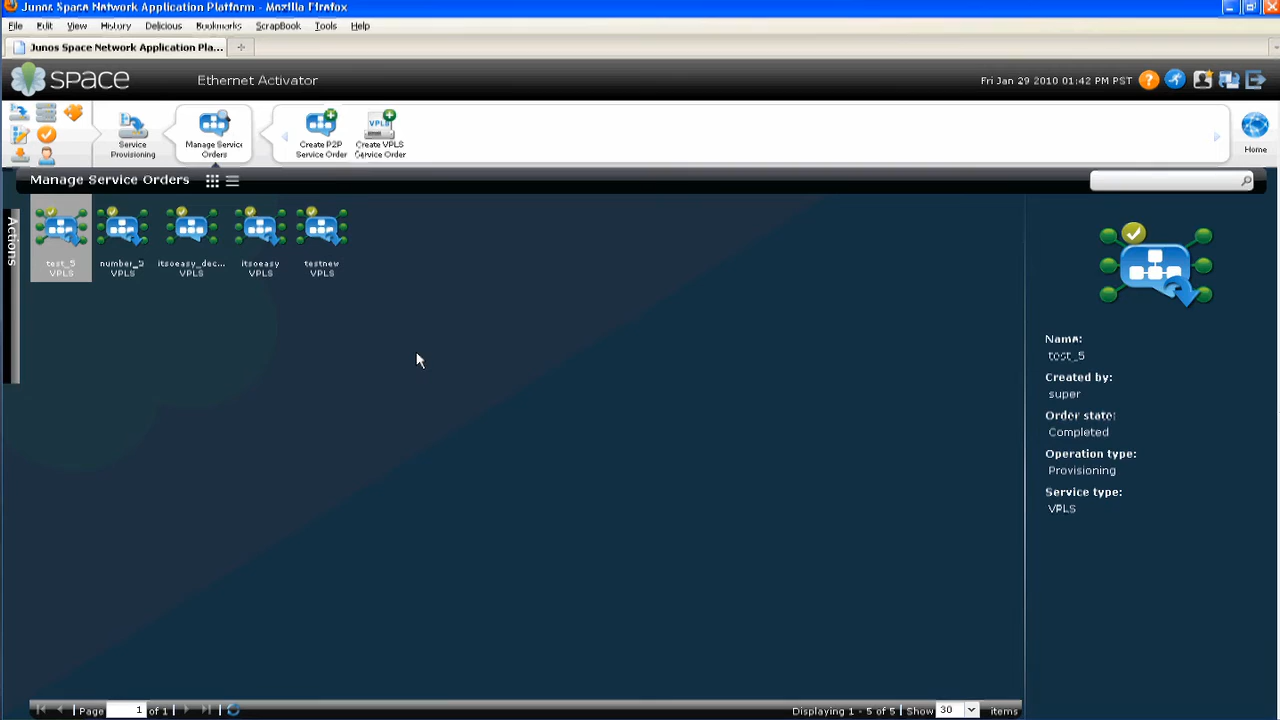 Junos Space Network Application Platform - Mozilla Firefox
File Edit View History Delicious Bookmarks ScrapBook Tools Help
Junos Space Network Application Pla...
SPACE Ethernet Activator Fri Jan 29 2010 01:42 PM PST
Service Provisioning
Manage Service Orders
Create P2P Service Order
VPLS
Create VPLS Service Order
Home
Manage Service Orders
Actions
test_5 VPLS
VPLS
itsoeasy_dec... VPLS
itsoeasy VPLS
testnew VPLS
Name:
test_5
Created by:
super
Order state:
Completed
Operation type:
Provisioning
Service type:
VPLS
Page 1 of 1 Displaying 1 - 5 of 5 Show 30 items